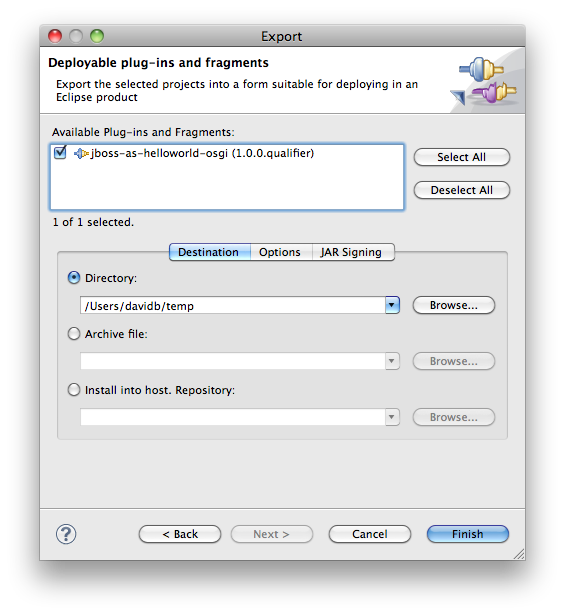 Export
Deployable plug-ins and fragments
Export the selected projects into a form suitable for deploying in an
Eclipse product
Available Plug-ins and Fragments:
jboss-as-helloworld-osgi (1.0.0.qualifier)
Select All
Deselect All
1 of 1 selected.
Destination Options JAR Signing
Directory:
/Users/davidb/temp Browse...
Archive file:
Browse...
Install into host. Repository:
Browse...
? < Back Next > Cancel Finish